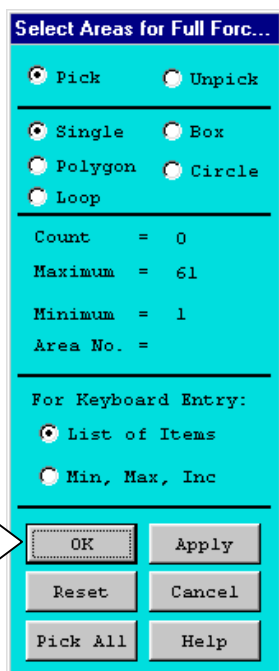 Select Areas for Full Forc...
Pick Unpick
Single Box
Polygon Circle
Loop
Count = 0
Maximum = 61
Minimum = 1
Area No. =
For Keyboard Entry:
List of Items
Min, Max, Inc
OK Apply
Reset Cancel
Pick All Help